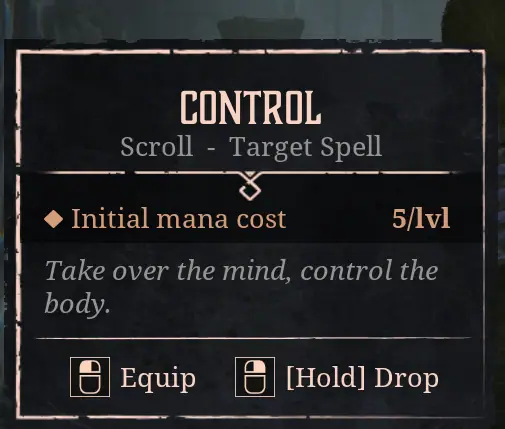 CONTROL
Scroll - Target Spell
Initial mana cost 5/lvl
Take over the mind, control the
body.
Equip [Hold] Drop